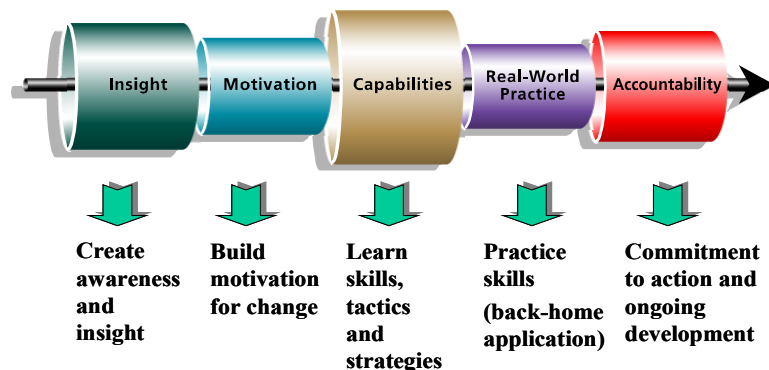 Insight
Motivation
Capabilities
Real-World
Practice
Accountability
Create
awareness
and
insight
Build
motivation
for change
Learn
skills,
tactics
and
strategies
Practice
skills
(back-home
application)
Commitment
to action and
ongoing
development